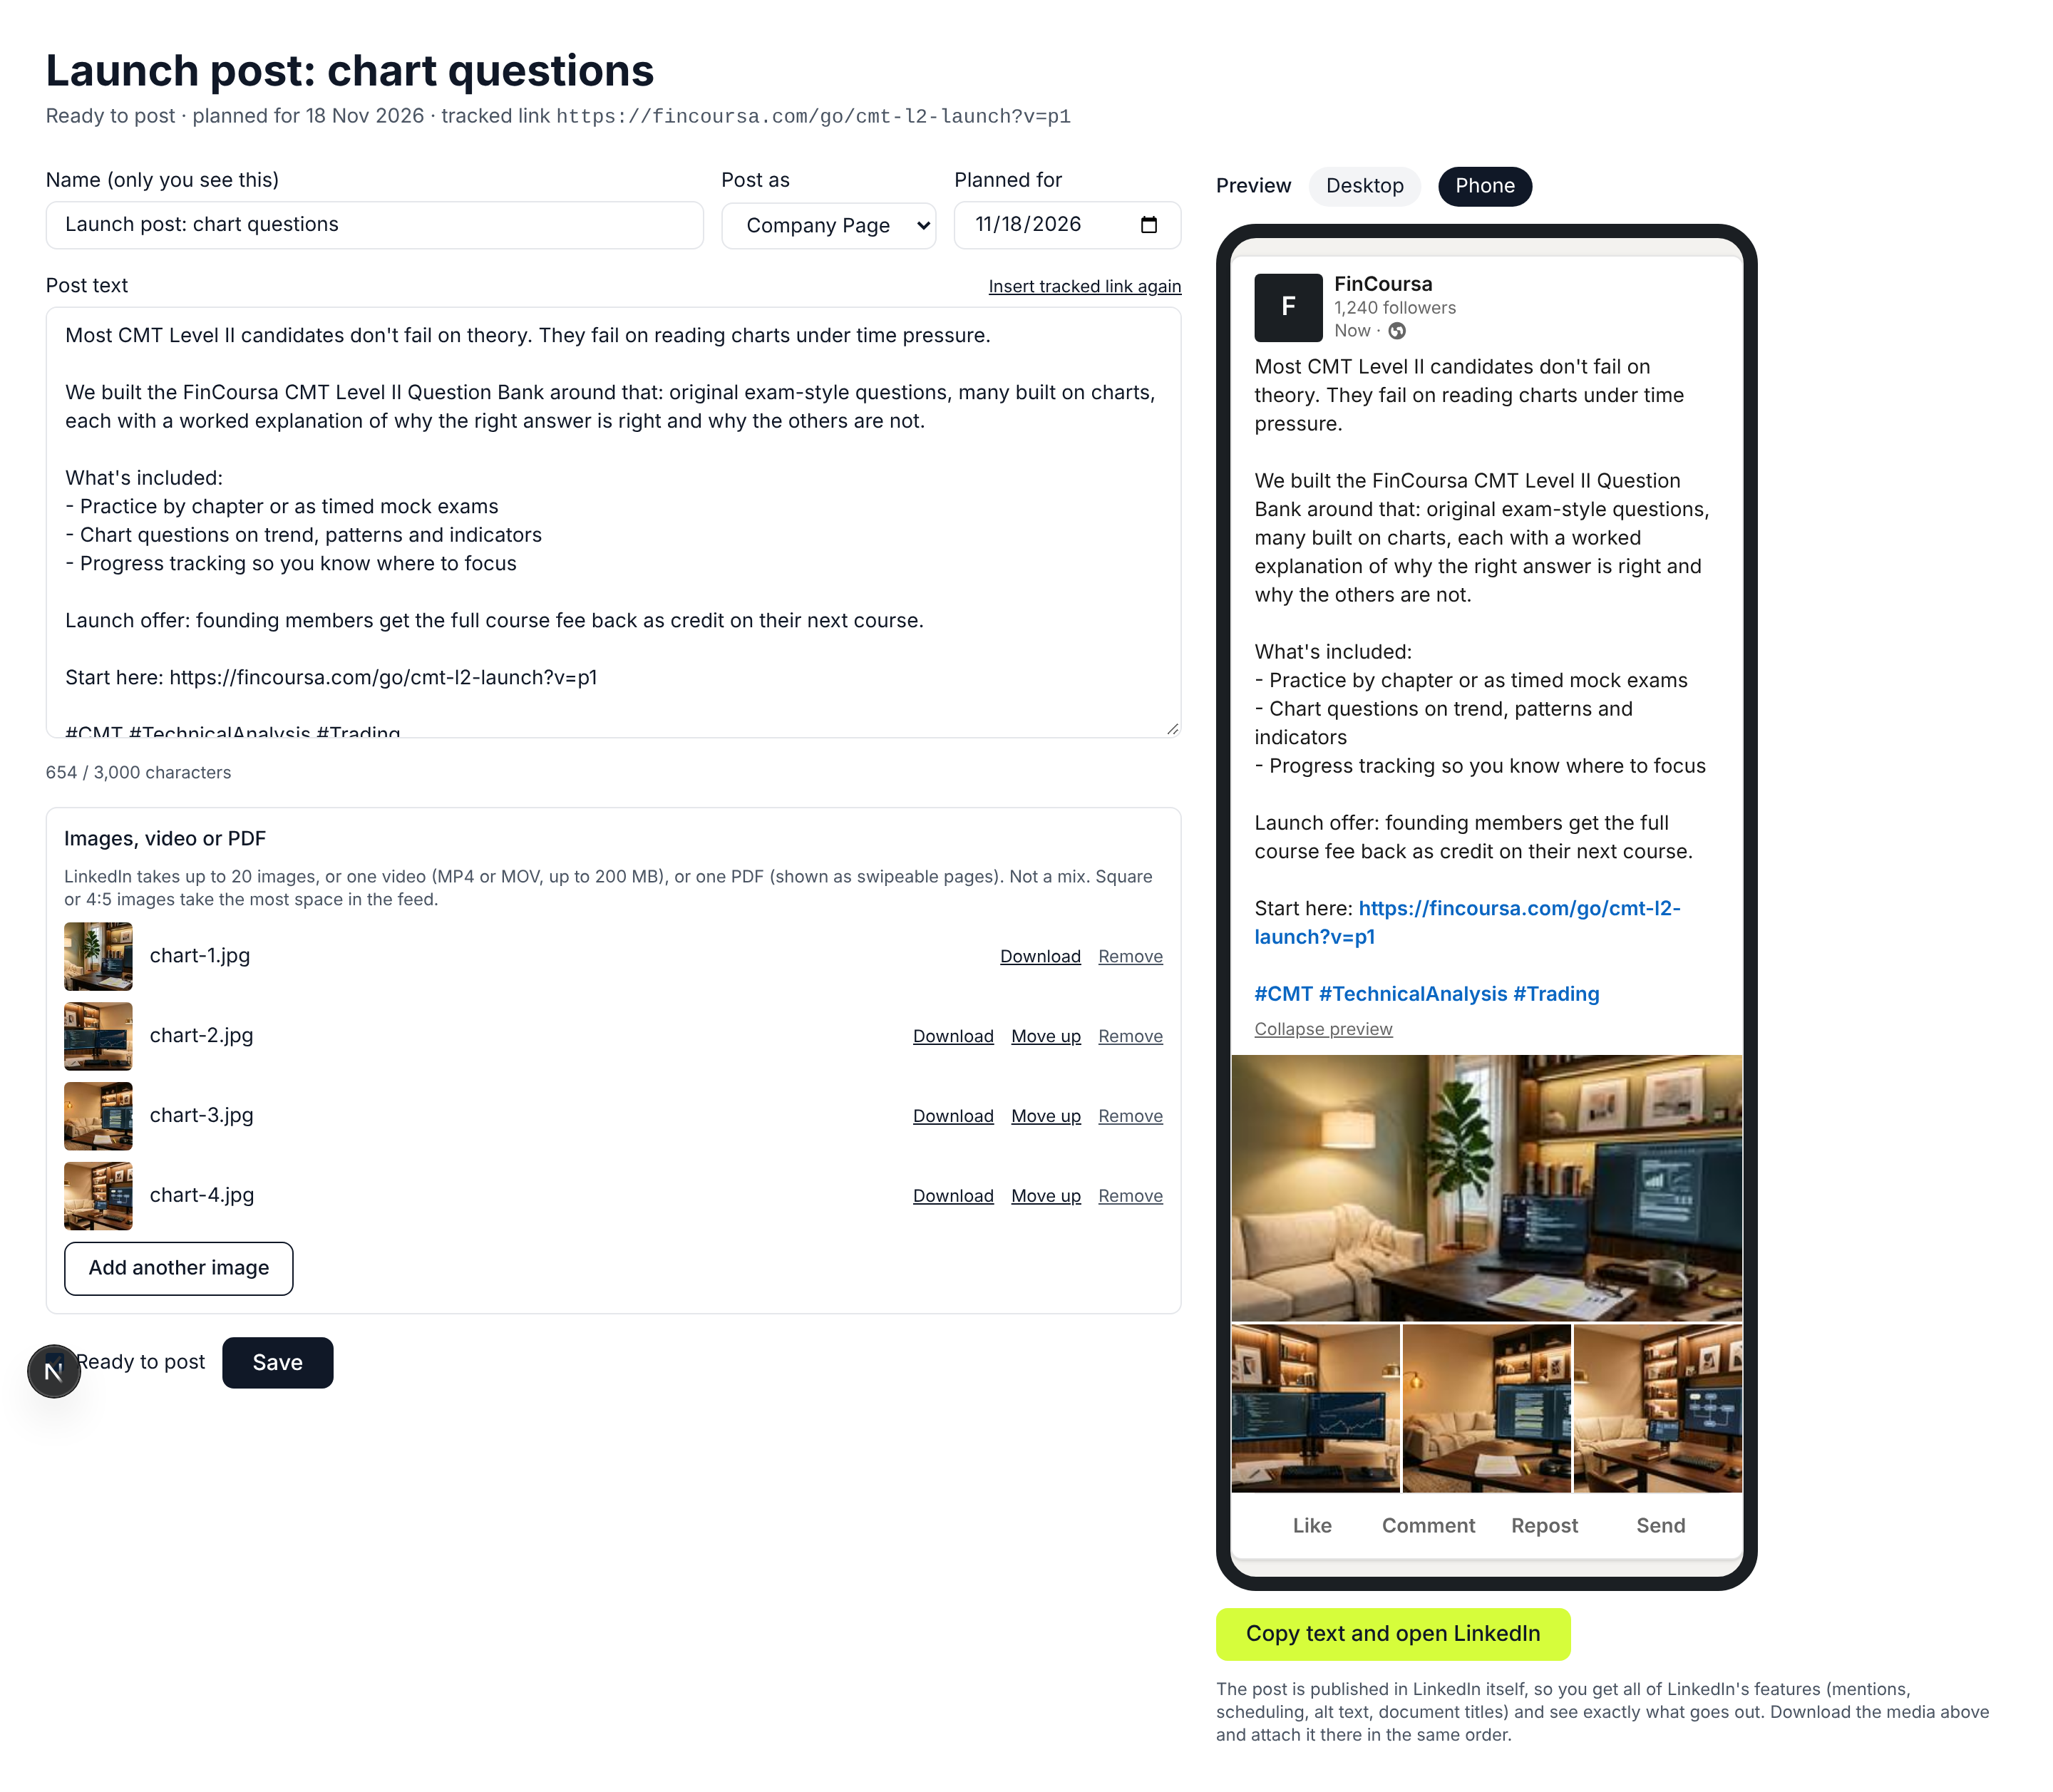 Launch post: chart questions
Ready to post · planned for 18 Nov 2026 · tracked link https://fincoursa.com/go/cmt-l2-launch?v=p1
Name (only you see this)
Launch post: chart questions
Post as
Company Page
Planned for
11/18/2026
Post text
Insert tracked link again
Most CMT Level II candidates don't fail on theory. They fail on reading charts under time pressure.
We built the FinCoursa CMT Level II Question Bank around that: original exam-style questions, many built on charts,
each with a worked explanation of why the right answer is right and why the others are not.
What's included:
- Practice by chapter or as timed mock exams
- Chart questions on trend, patterns and indicators
- Progress tracking so you know where to focus
Launch offer: founding members get the full course fee back as credit on their next course.
Start here: https://fincoursa.com/go/cmt-l2-launch?v=p1
#CMT #TechnicalAnalysis #Trading
654 / 3,000 characters
Images, video or PDF
LinkedIn takes up to 20 images, or one video (MP4 or MOV, up to 200 MB), or one PDF (shown as swipeable pages). Not a mix. Square
or 4:5 images take the most space in the feed.
chart-1.jpg
Download Remove
chart-2.jpg
Download Move up Remove
chart-3.jpg
Download Move up Remove
chart-4.jpg
Download Move up Remove
Add another image
N
Ready to post
Save
Preview
Desktop
Phone
F
FinCoursa
1,240 followers
Now ·
Most CMT Level II candidates don't fail on
theory. They fail on reading charts under time
pressure.
We built the FinCoursa CMT Level II Question
Bank around that: original exam-style questions,
many built on charts, each with a worked
explanation of why the right answer is right and
why the others are not.
What's included:
- Practice by chapter or as timed mock exams
- Chart questions on trend, patterns and
indicators
- Progress tracking so you know where to focus
Launch offer: founding members get the full
course fee back as credit on their next course.
Start here: https://fincoursa.com/go/cmt-l2-
launch?v=p1
#CMT #TechnicalAnalysis #Trading
Collapse preview
Like Comment Repost Send
Copy text and open LinkedIn
The post is published in LinkedIn itself, so you get all of LinkedIn's features (mentions,
scheduling, alt text, document titles) and see exactly what goes out. Download the media above
and attach it there in the same order.